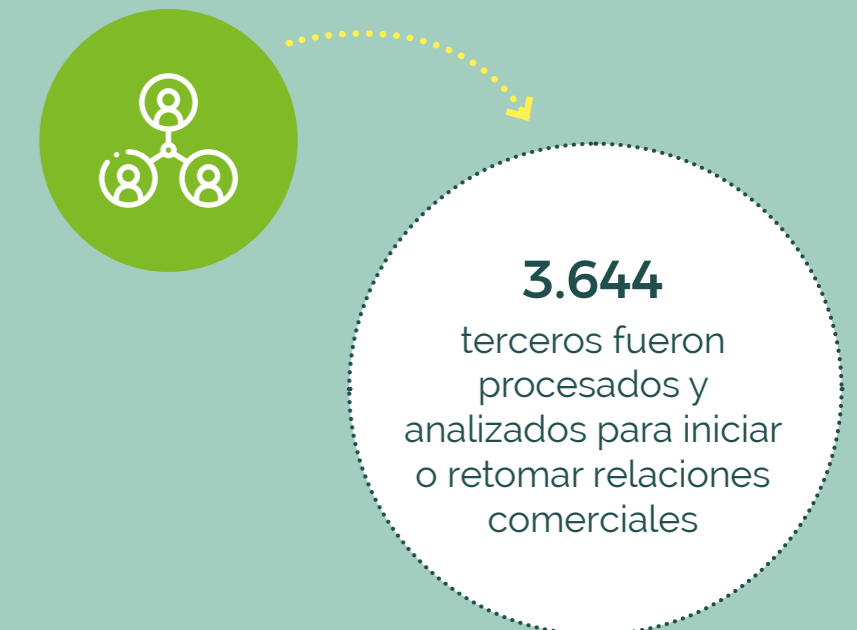 3.644
terceros fueron
procesados y
analizados para iniciar
o retomar relaciones
comerciales